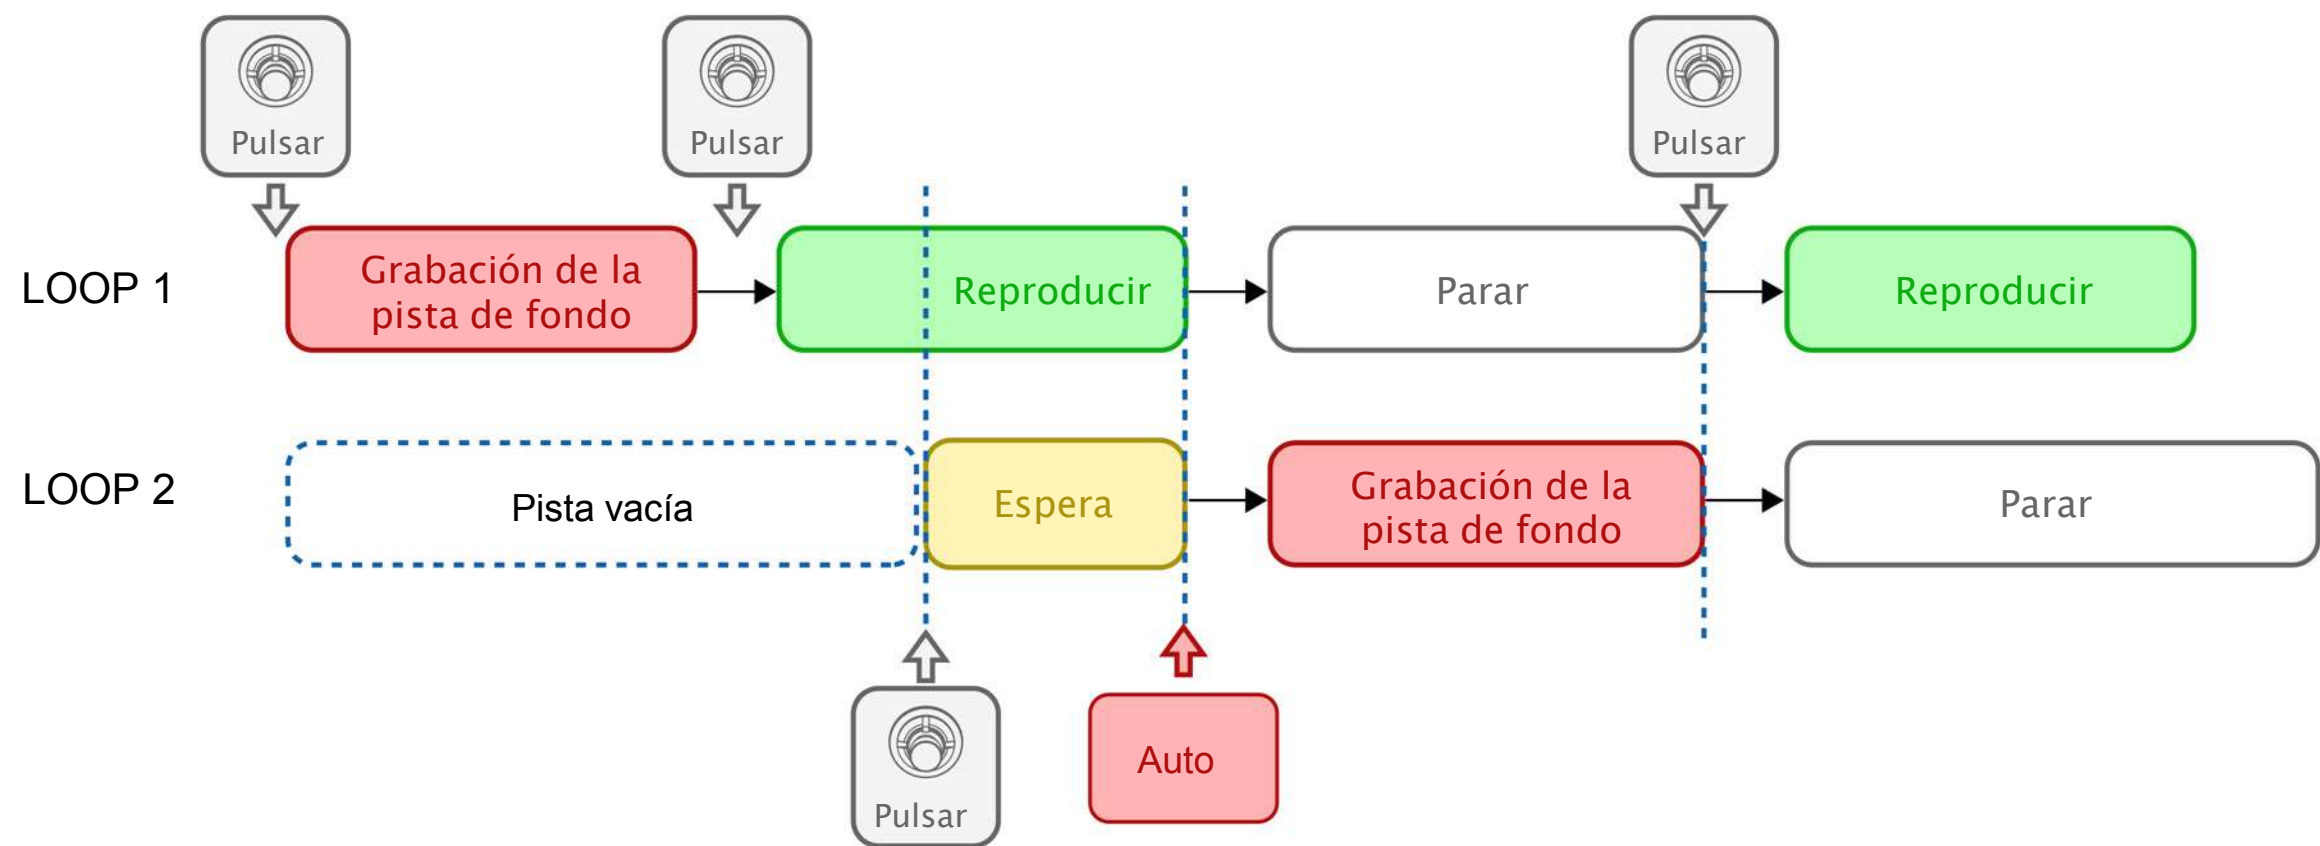 Pulsar
Pulsar
Pulsar
LOOP 1
Grabación de la
pista de fondo
Reproducir
Parar
Reproducir
LOOP 2
Pista vacía
Espera
Grabación de la
pista de fondo
Parar
Pulsar
Auto